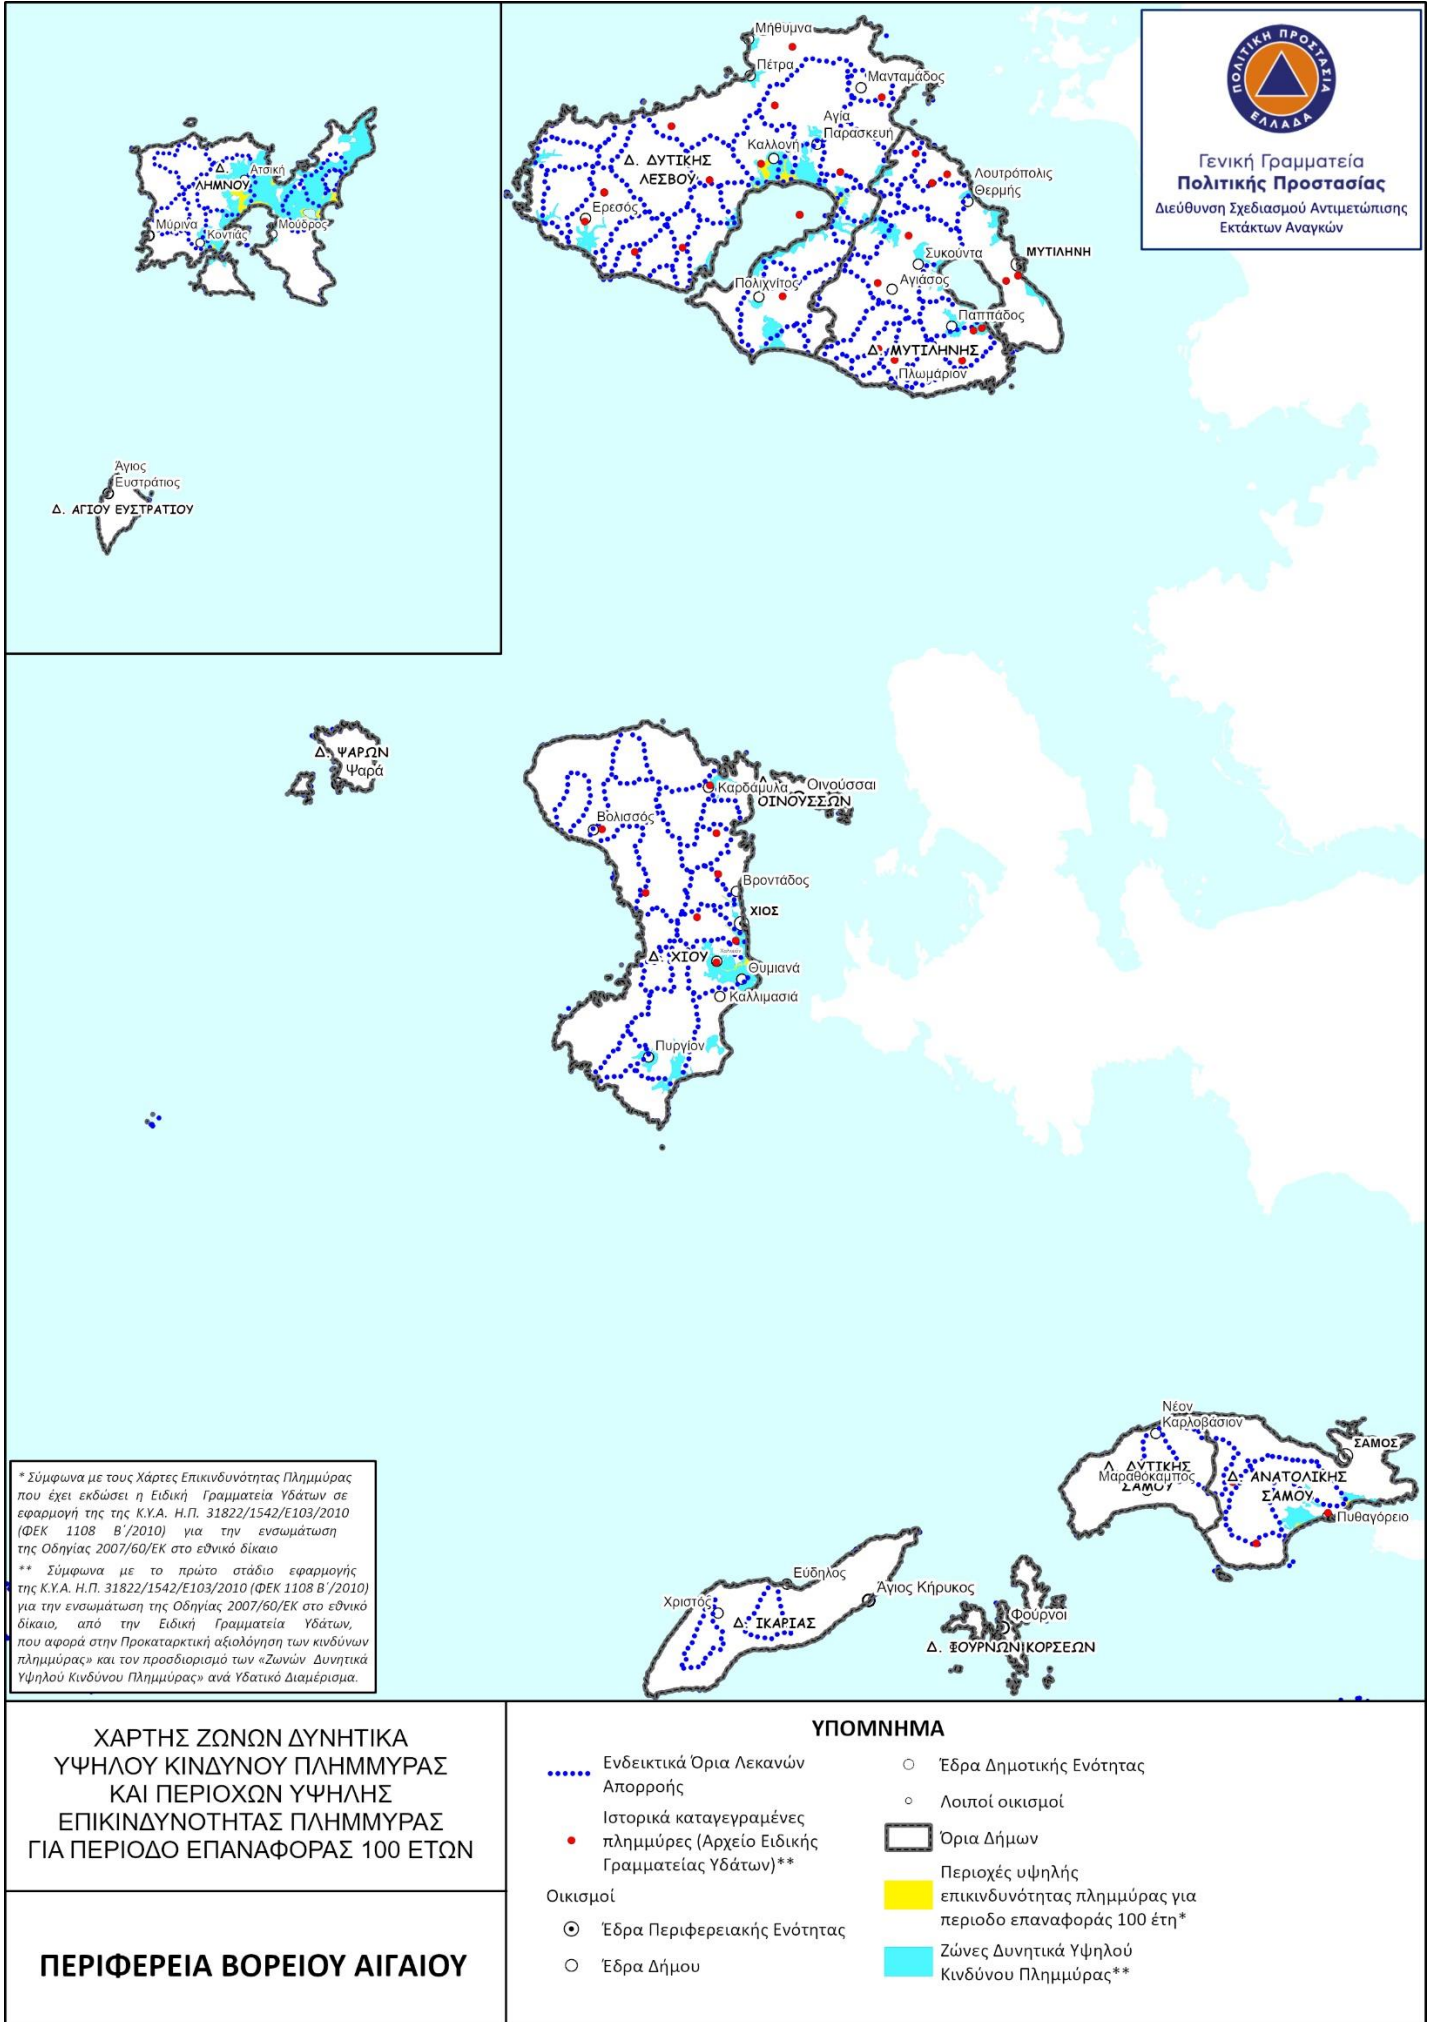 ΠΟΛΙΤΙΚΗ ΠΡΟΣΤΑΣΙΑ
ΕΛΛΑΔΑ
Γενική Γραμματεία
Πολιτικής Προστασίας
Διεύθυνση Σχεδιασμού Αντιμετώπισης
Εκτάκτων Αναγκών
Μήθυμνα
Πέτρα
Μανταμάδος
Αγία
Παρασκευή
Καλλονή
Δ. ΔΥΤΙΚΗΣ
ΛΕΣΒΟΥ
Λουτρόπολις
Θερμής
Ερεσός
Συκούντα
ΜΥΤΙΛΗΝΗ
Πολιχνίτος
Αγιάσος
Παππάδος
Δ. ΜΥΤΙΛΗΝΗΣ
Πλωμάριον
Δ.
ΛΗΜΝΟΥ
Ατσική
Μύρινα
Κοντιάς
Μούδρος
Άγιος
Ευστράτιος
Δ. ΑΓΙΟΥ ΕΥΣΤΡΑΤΙΟΥ
Δ. ΨΑΡΩΝ
Ψαρά
Καρδάμυλα
Οινούσσαι
ΟΙΝΟΥΣΣΩΝ
Βολισσός
Βροντάδος
ΧΙΟΣ
Δ. ΧΙΟΥ
Θυμιανά
Καλλιμασιά
Πυργίον
Νέον
Καρλοβάσιον
ΣΑΜΟΣ
Δ. ΔΥΤΙΚΗΣ
Μαραθόκαμπος
ΣΑΜΟΥ
Δ. ΑΝΑΤΟΛΙΚΗΣ
ΣΑΜΟΥ
Πυθαγόρειο
Εύδηλος
Χριστός
Άγιος Κήρυκος
Δ. ΙΚΑΡΙΑΣ
Φούρνοι
Δ. ΦΟΥΡΝΩΝ ΚΟΡΣΕΩΝ
* Σύμφωνα με τους Χάρτες Επικινδυνότητας Πλημμύρας
που έχει εκδώσει η Ειδική Γραμματεία Υδάτων σε
εφαρμογή της της Κ.Υ.Α. Η.Π. 31822/1542/Ε103/2010
(ΦΕΚ 1108 Β΄/2010) για την ενσωμάτωση
της Οδηγίας 2007/60/ΕΚ στο εθνικό δίκαιο
** Σύμφωνα με το πρώτο στάδιο εφαρμογής
της Κ.Υ.Α. Η.Π. 31822/1542/Ε103/2010 (ΦΕΚ 1108 Β΄/2010)
για την ενσωμάτωση της Οδηγίας 2007/60/ΕΚ στο εθνικό
δίκαιο, από την Ειδική Γραμματεία Υδάτων,
που αφορά στην Προκαταρκτική αξιολόγηση των κινδύνων
πλημμύρας» και τον προσδιορισμό των «Ζωνών Δυνητικά
Υψηλού Κινδύνου Πλημμύρας» ανά Υδατικό Διαμέρισμα.
ΧΑΡΤΗΣ ΖΩΝΩΝ ΔΥΝΗΤΙΚΑ
ΥΨΗΛΟΥ ΚΙΝΔΥΝΟΥ ΠΛΗΜΜΥΡΑΣ
ΚΑΙ ΠΕΡΙΟΧΩΝ ΥΨΗΛΗΣ
ΕΠΙΚΙΝΔΥΝΟΤΗΤΑΣ ΠΛΗΜΜΥΡΑΣ
ΓΙΑ ΠΕΡΙΟΔΟ ΕΠΑΝΑΦΟΡΑΣ 100 ΕΤΩΝ
ΠΕΡΙΦΕΡΕΙΑ ΒΟΡΕΙΟΥ ΑΙΓΑΙΟΥ
ΥΠΟΜΝΗΜΑ
Ενδεικτικά Όρια Λεκανών
Απορροής
Ιστορικά καταγεγραμένες
πλημμύρες (Αρχείο Ειδικής
Γραμματείας Υδάτων)**
Οικισμοί
Έδρα Περιφερειακής Ενότητας
Έδρα Δήμου
Έδρα Δημοτικής Ενότητας
Λοιποί οικισμοί
Όρια Δήμων
Περιοχές υψηλής
επικινδυνότητας πλημμύρας για
περιοδο επαναφοράς 100 έτη*
Ζώνες Δυνητικά Υψηλού
Κινδύνου Πλημμύρας**